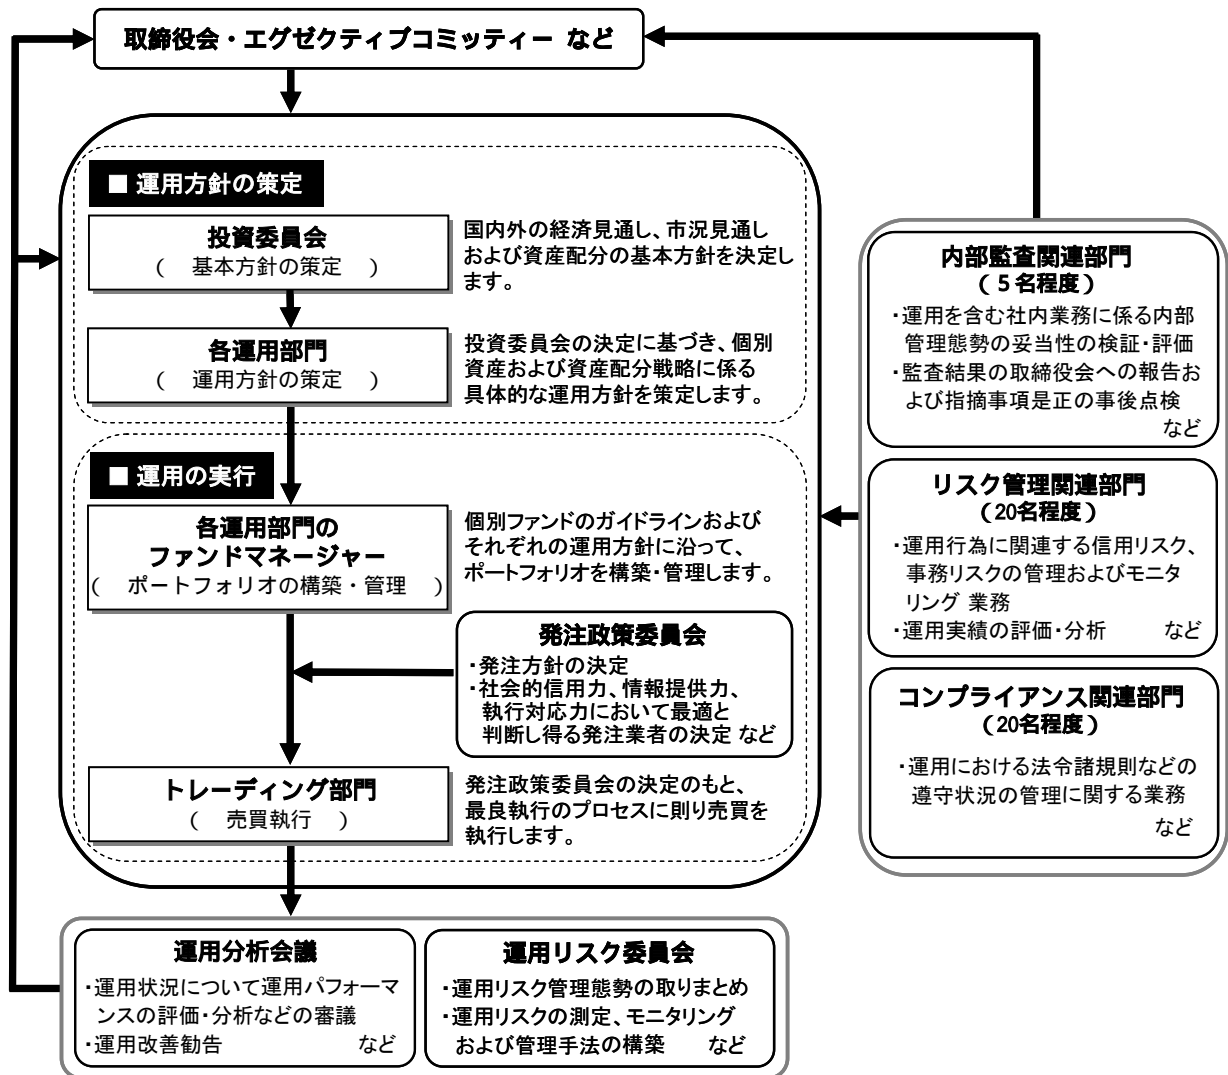 取締役会・エグゼクティブコミッティー など
■ 運用方針の策定
投資委員会
（　基本方針の策定　）
国内外の経済見通し、市況見通し
および資産配分の基本方針を決定し
ます。
各運用部門
（　運用方針の策定　）
投資委員会の決定に基づき、個別
資産および資産配分戦略に係る
具体的な運用方針を策定します。
■ 運用の実行
各運用部門の
ファンドマネージャー
（　ポートフォリオの構築・管理　）
個別ファンドのガイドラインおよび
それぞれの運用方針に沿って、
ポートフォリオを構築・管理します。
発注政策委員会
・発注方針の決定
・社会的信用力、情報提供力、
執行対応力において最適と
判断し得る発注業者の決定 など
トレーディング部門
（　売買執行　）
発注政策委員会の決定のもと、
最良執行のプロセスに則り売買を
執行します。
内部監査関連部門
（５名程度）
・運用を含む社内業務に係る内部
管理態勢の妥当性の検証・評価
・監査結果の取締役会への報告お
よび指摘事項是正の事後点検
など
リスク管理関連部門
（20名程度）
・運用行為に関連する信用リスク、
事務リスクの管理およびモニタ
リング 業務
・運用実績の評価・分析　　　など
コンプライアンス関連部門
（20名程度）
・運用における法令諸規則などの
遵守状況の管理に関する業務
など
運用分析会議
・運用状況について運用パフォーマ
ンスの評価・分析などの審議
・運用改善勧告　　　　　　など
運用リスク委員会
・運用リスク管理態勢の取りまとめ
・運用リスクの測定、モニタリング
および管理手法の構築　　など